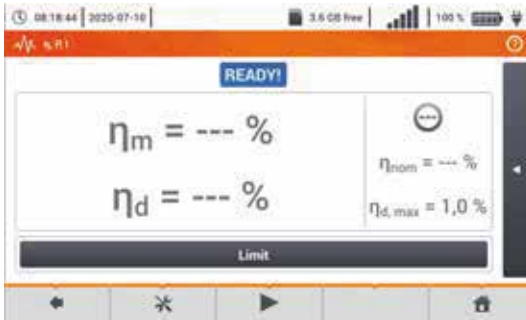 08:18:44 2020-07-10 3.6 GB free 100 %
η, R1
READY!
ηm = --- %
ηd = --- %
---
ηnom = --- %
ηd, max = 1,0 %
Limit